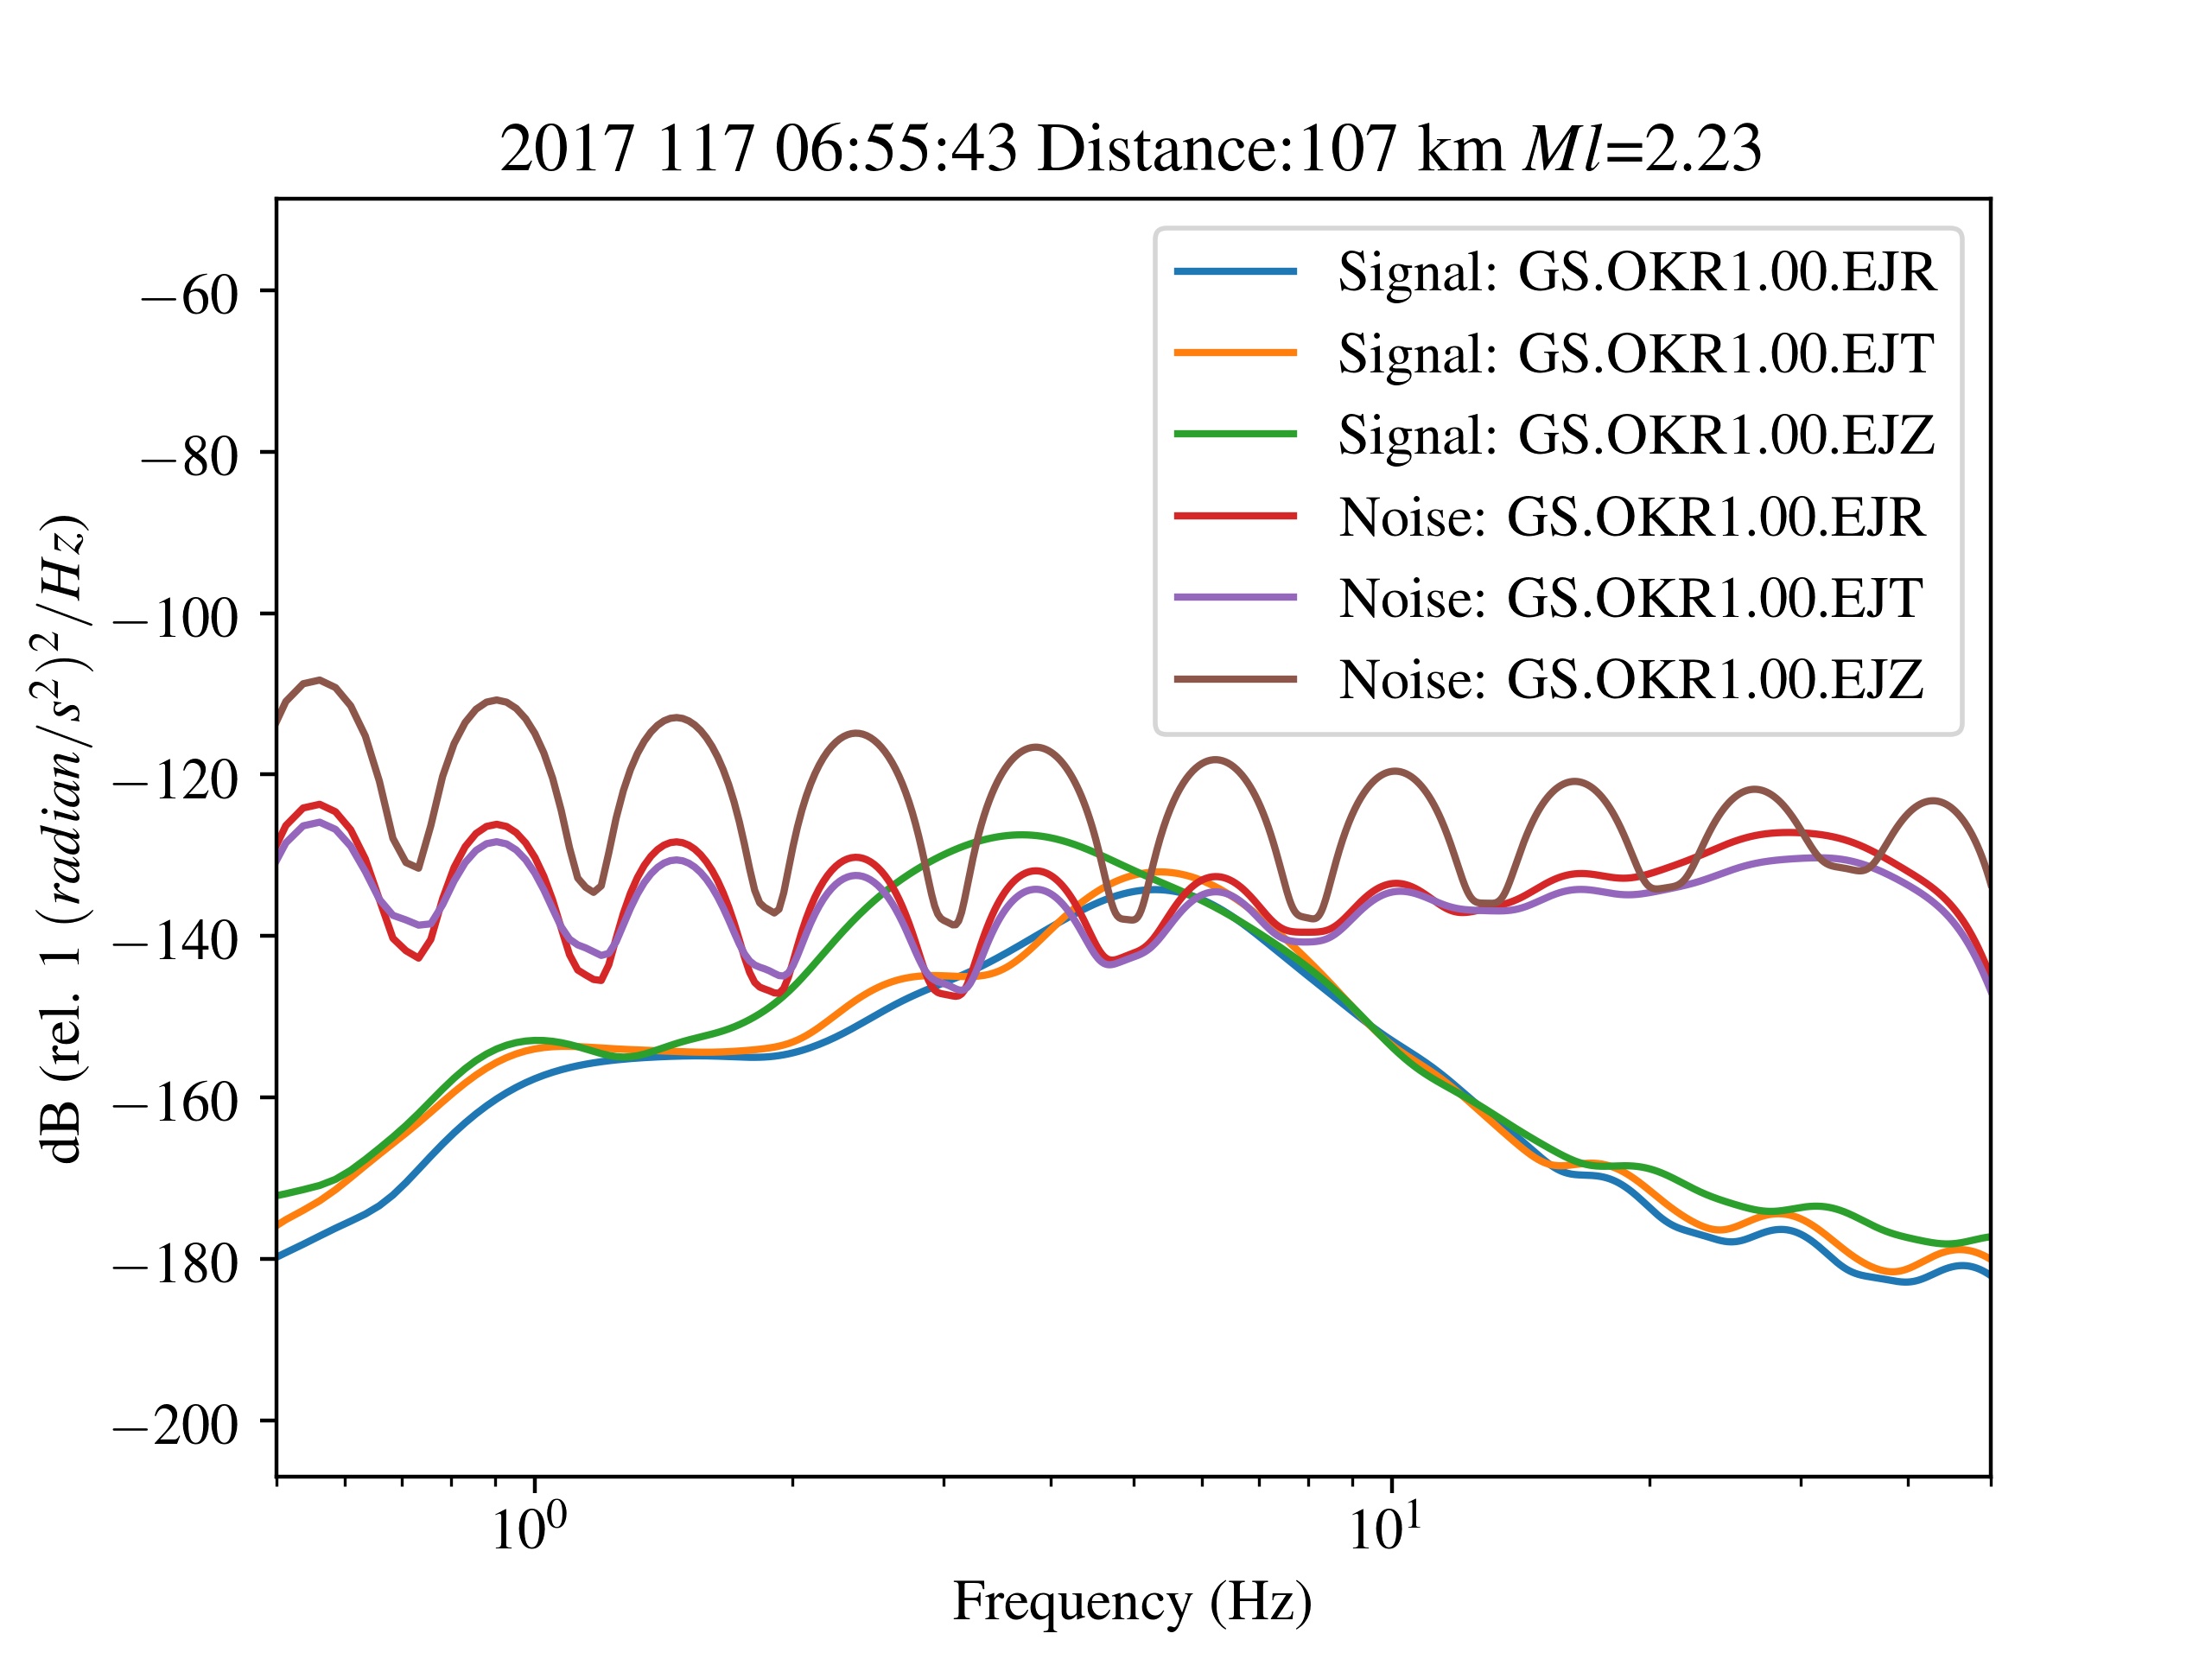 2017 117 06:55:43 Distance:107 km Ml=2.23
Signal: GS.OKR1.00.EJR
Signal: GS.OKR1.00.EJT
Signal: GS.OKR1.00.EJZ
Noise: GS.OKR1.00.EJR
Noise: GS.OKR1.00.EJT
Noise: GS.OKR1.00.EJZ
dB (rel. 1 (radian/s²)²/Hz)
−60
−80
−100
−120
−140
−160
−180
−200
10⁰ 10¹
Frequency (Hz)